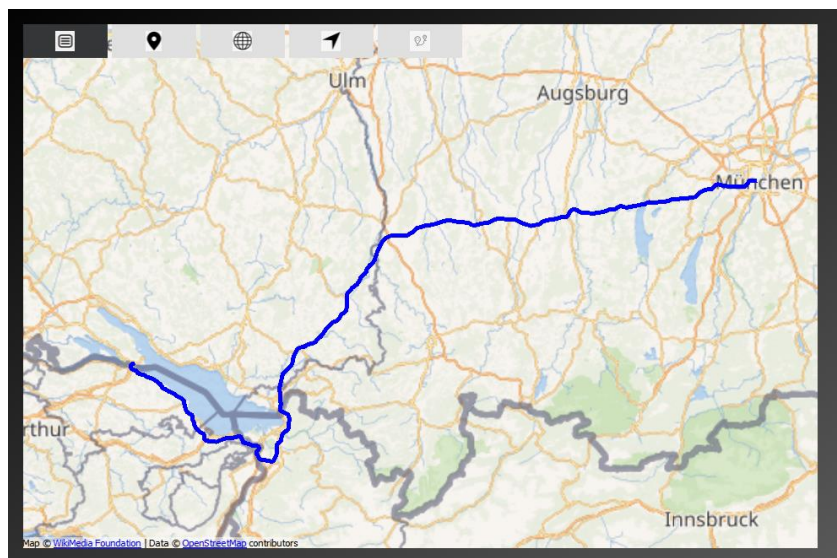 Ulm
Augsburg
München
rthur
Innsbruck
Map © WikiMedia Foundation | Data © OpenStreetMap contributors